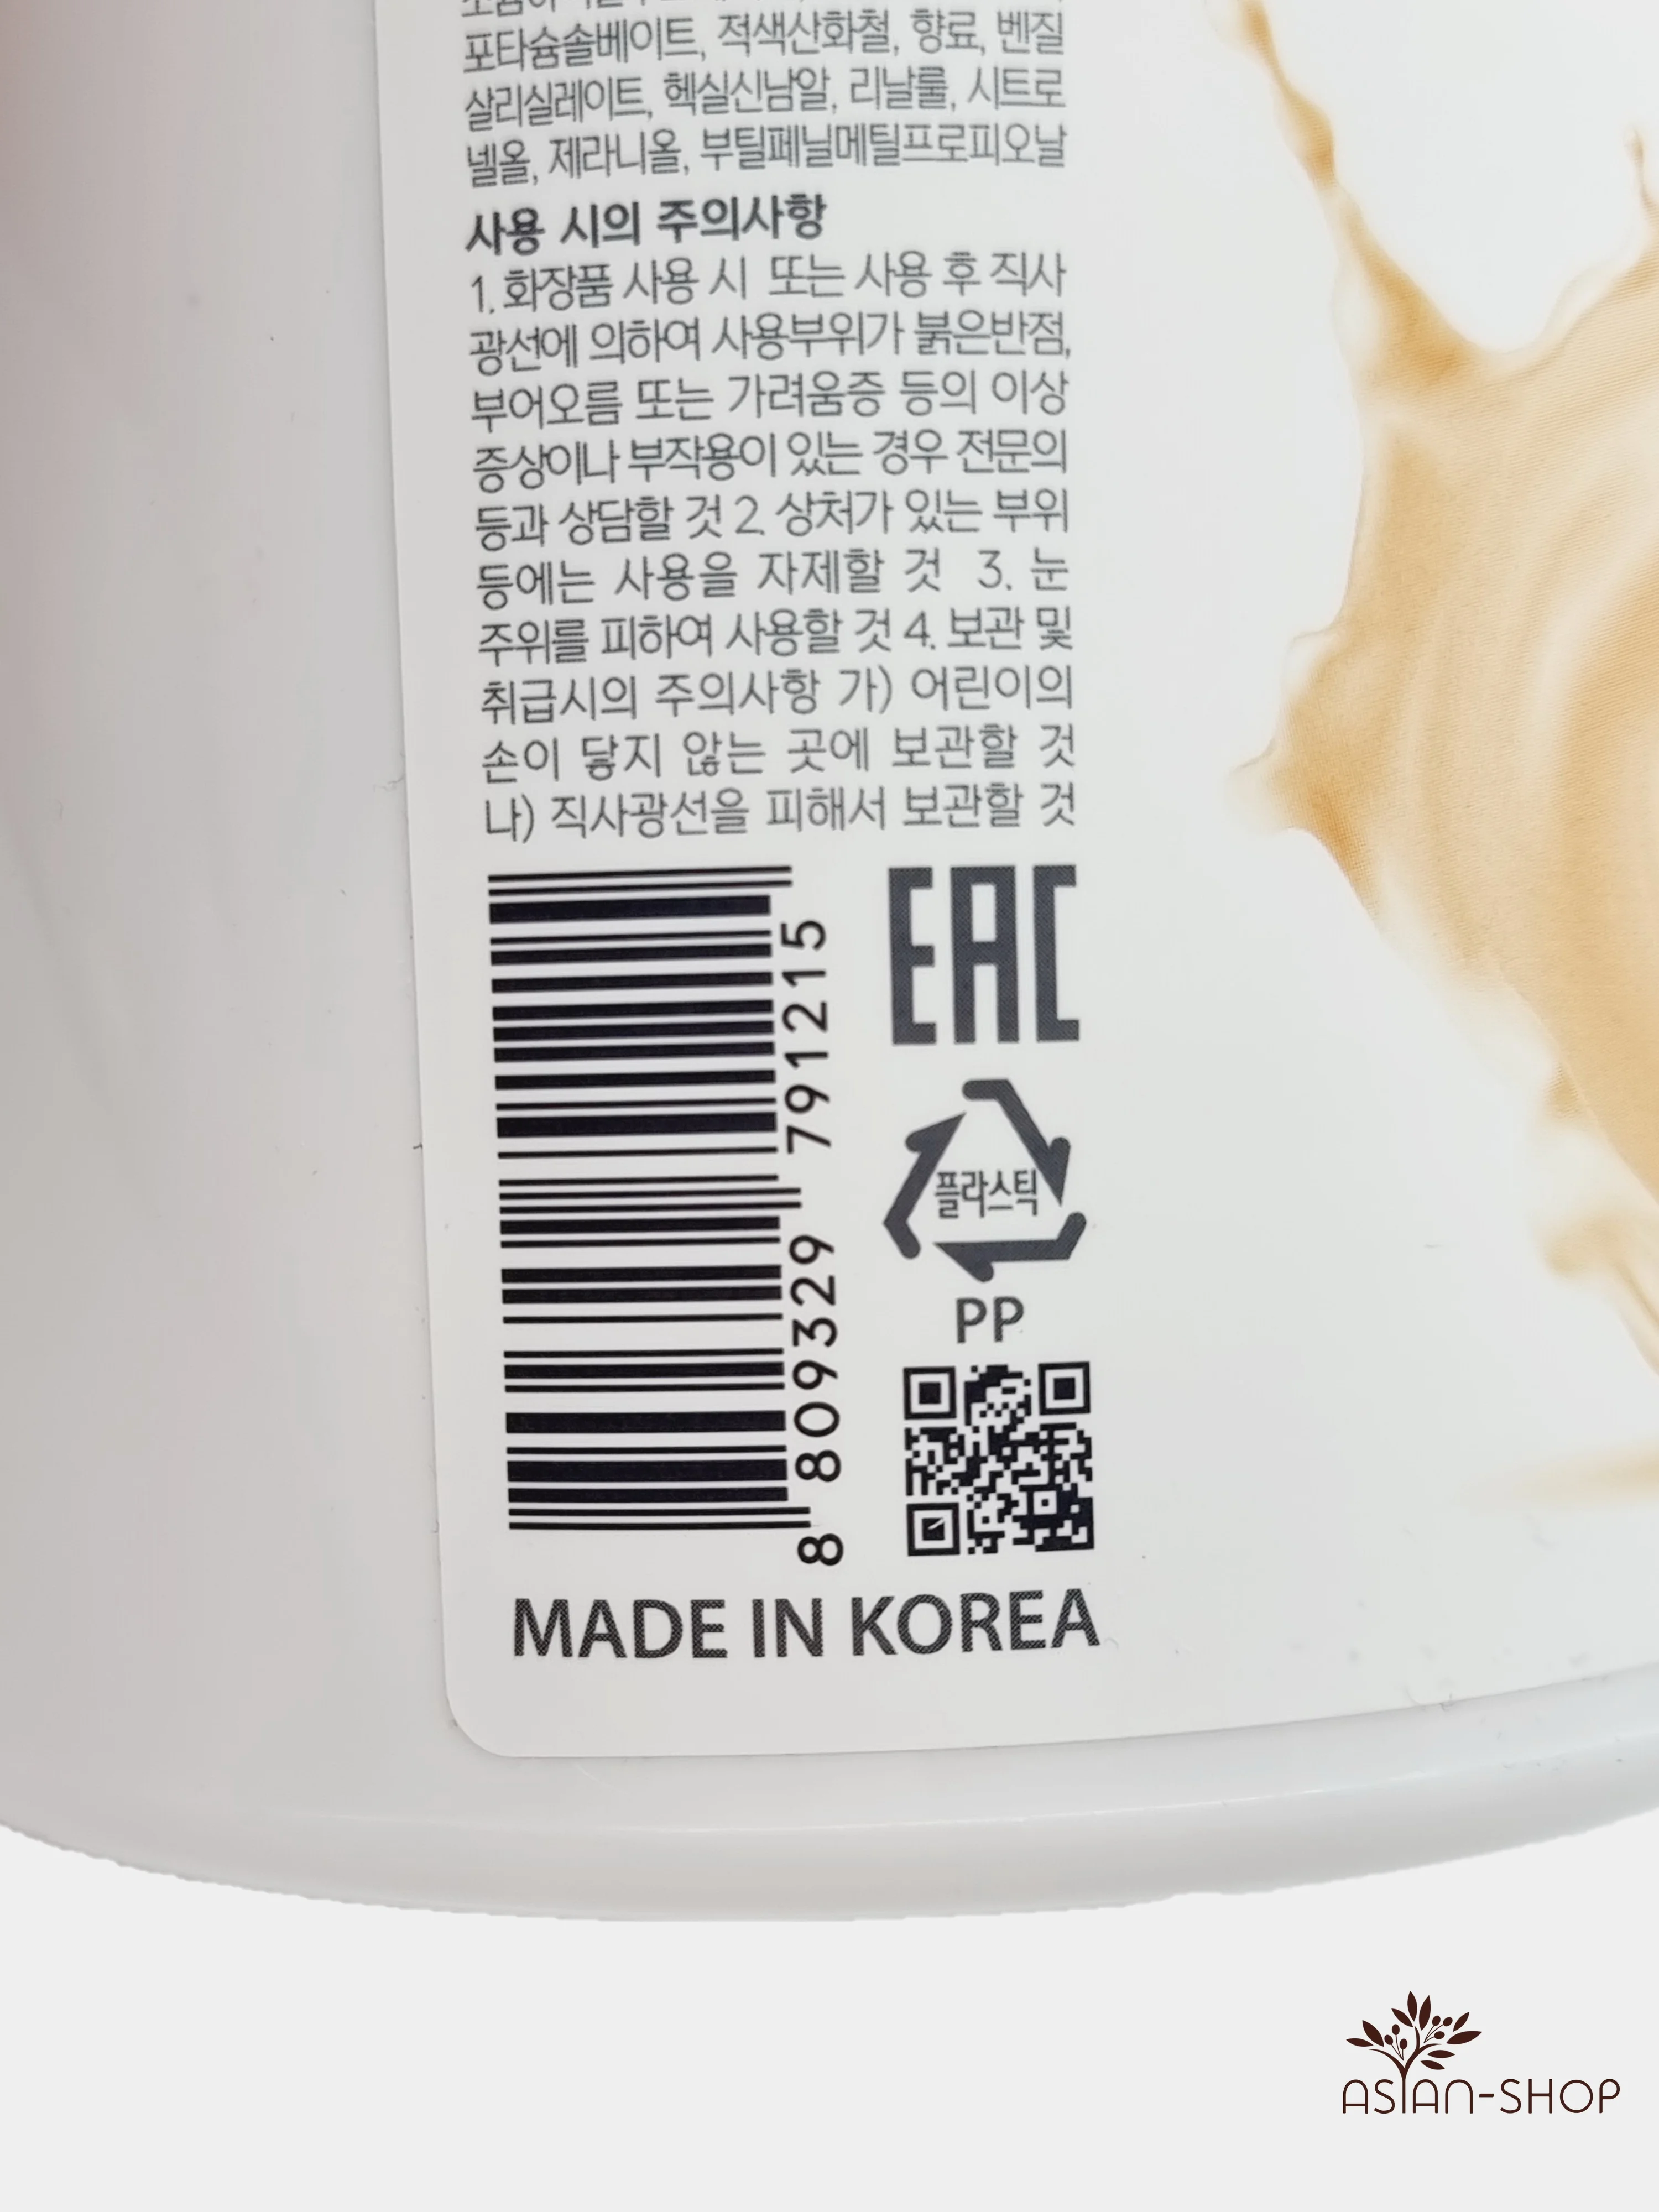 포타슘솔베이트, 적색산화철, 향료, 벤질
살리실레이트, 헥실신남알, 리날룰, 시트로
넬올, 제라니올, 부틸페닐메틸프로피오날
사용 시의 주의사항
1. 화장품 사용 시 또는 사용 후 직사
광선에 의하여 사용부위가 붉은반점,
부어오름 또는 가려움증 등의 이상
증상이나 부작용이 있는 경우 전문의
등과 상담할 것 2. 상처가 있는 부위
등에는 사용을 자제할 것 3. 눈
주위를 피하여 사용할 것 4. 보관 및
취급시의 주의사항 가) 어린이의
손이 닿지 않는 곳에 보관할 것
나) 직사광선을 피해서 보관할 것
8 809329 791215
EAC
플라스틱
PP
MADE IN KOREA
ASIAN-SHOP